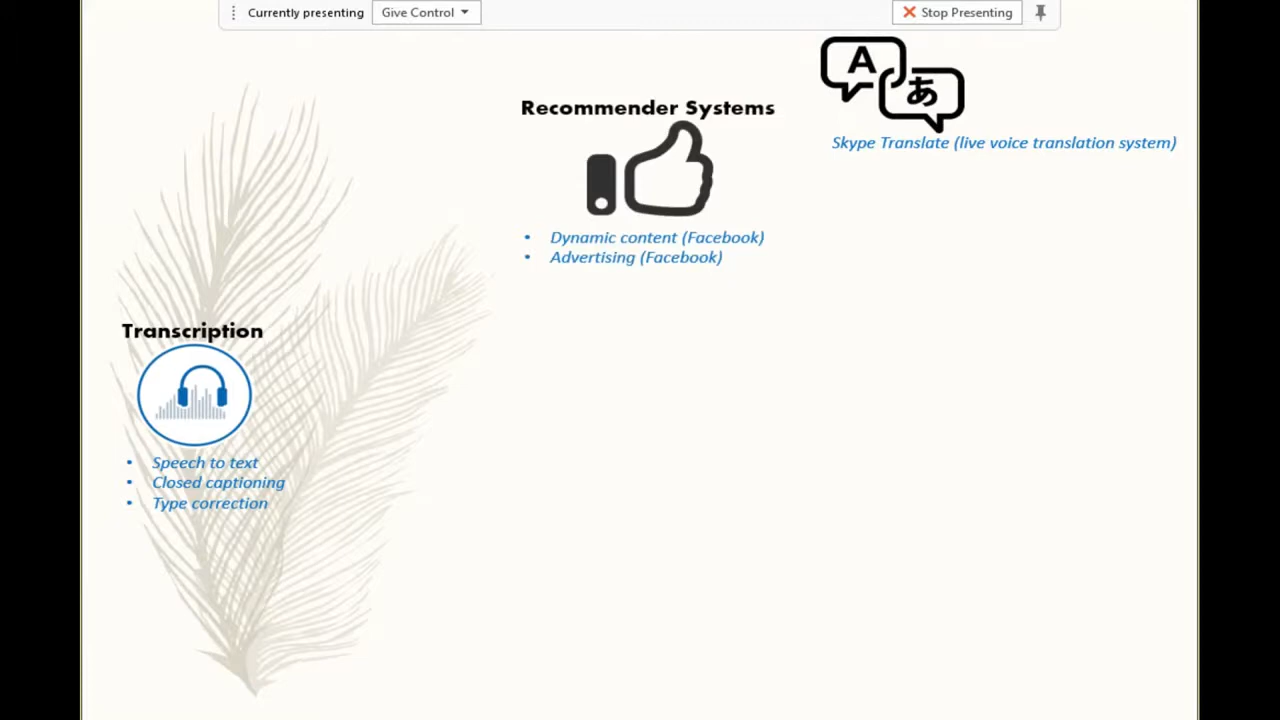 Currently presenting
Give Control
Stop Presenting
A
あ
Skype Translate (live voice translation system)
Recommender Systems
• Dynamic content (Facebook)
• Advertising (Facebook)
Transcription
• Speech to text
• Closed captioning
• Type correction